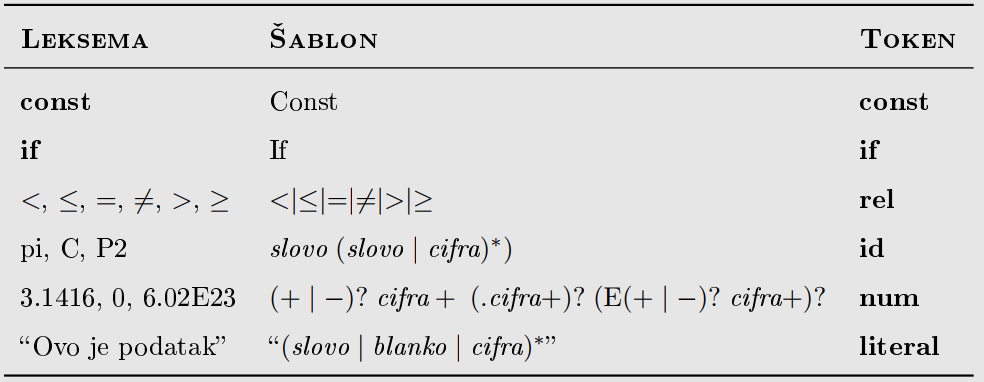 LEKSEMA ŠABLON TOKEN
const Const const
if If if
<, ≤, =, ≠, >, ≥ <|≤|=|≠|>|≥ rel
pi, C, P2 slovo (slovo | cifra)*) id
3.1416, 0, 6.02E23 (+ | −)? cifra + (.cifra+)? (E(+ | −)? cifra+)? num
“Ovo je podatak” “(slovo | blanko | cifra)*” literal